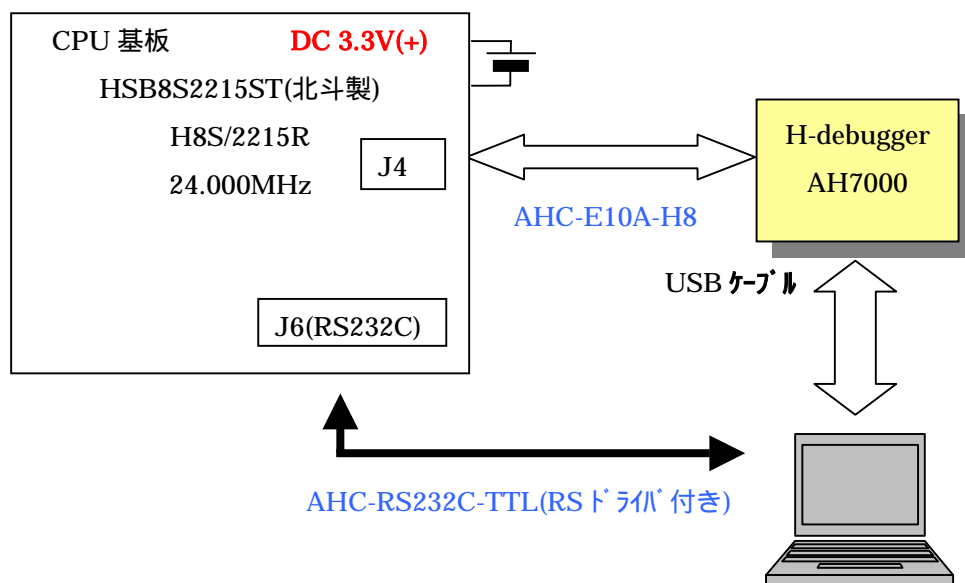 CPU 基板 DC 3.3V(+)
HSB8S2215ST(北斗製)
H8S/2215R
24.000MHz
J4
J6(RS232C)
H-debugger
AH7000
AHC-E10A-H8
USB ｹｰﾌﾞﾙ
AHC-RS232C-TTL(RSﾄﾞﾗｲﾊﾞ付き)